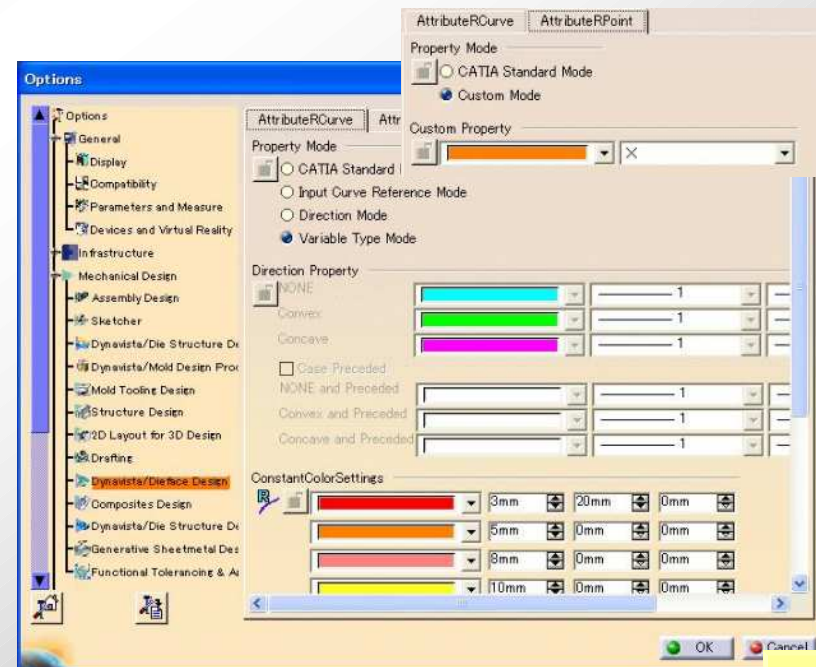 AttributeRCurve AttributeRPoint
Property Mode
CATIA Standard Mode
Custom Mode
Custom Property
Options
Options
General
Display
Compatibility
Parameters and Measure
Devices and Virtual Reality
Infrastructure
Mechanical Design
Assembly Design
Sketcher
Dynavista/Die Structure De
Dynavista/Mold Design Proc
Mold Tooling Design
Structure Design
2D Layout for 3D Design
Drafting
Dynavista/Dieface Design
Composites Design
Dynavista/Die Structure De
Generative Sheetmetal Des
Functional Tolerancing & A
AttributeRCurve Attr
Property Mode
CATIA Standard
Input Curve Reference Mode
Direction Mode
Variable Type Mode
Direction Property
NONE 1
Convex 1
Concave 1
Case Preceded
NONE and Preceded 1
Convex and Preceded 1
Concave and Preceded 1
ConstantColorSettings
R 3mm 20mm 0mm
5mm 0mm 0mm
8mm 0mm 0mm
10mm 0mm 0mm
OK Cancel